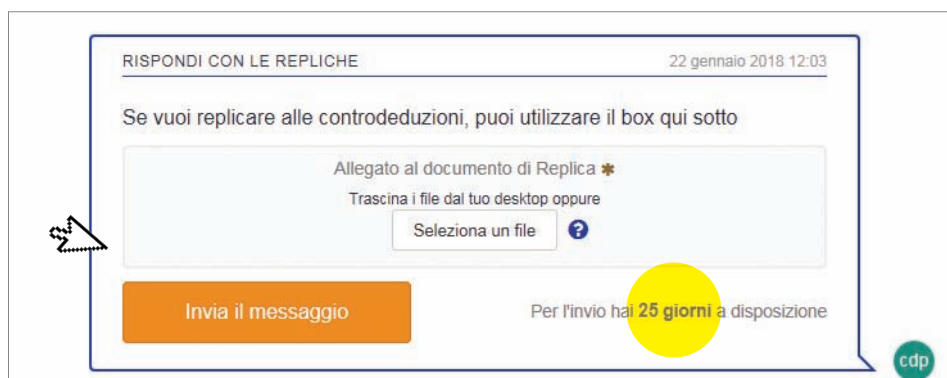 RISPONDI CON LE REPLICHE 22 gennaio 2018 12:03
Se vuoi replicare alle controdeduzioni, puoi utilizzare il box qui sotto
Allegato al documento di Replica ✱
Trascina i file dal tuo desktop oppure
Seleziona un file ?
Invia il messaggio Per l'invio hai 25 giorni a disposizione
cdp